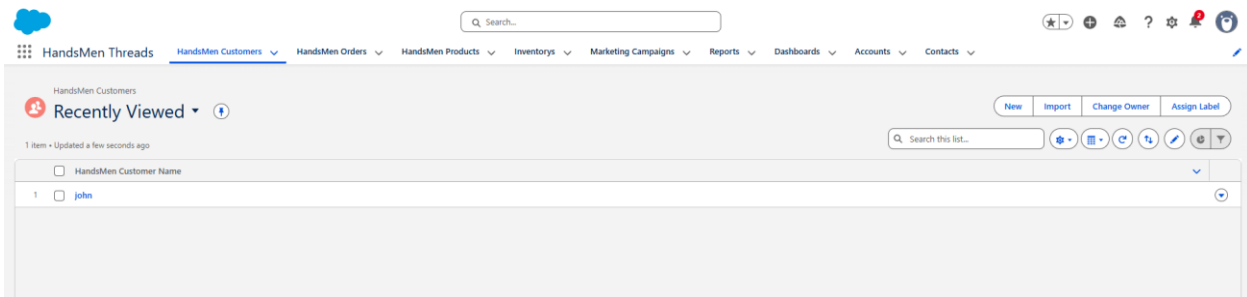 Search...
2
HandsMen Threads HandsMen Customers HandsMen Orders HandsMen Products Inventorys Marketing Campaigns Reports Dashboards Accounts Contacts
HandsMen Customers
Recently Viewed
New Import Change Owner Assign Label
1 item • Updated a few seconds ago
Search this list...
HandsMen Customer Name
1 john